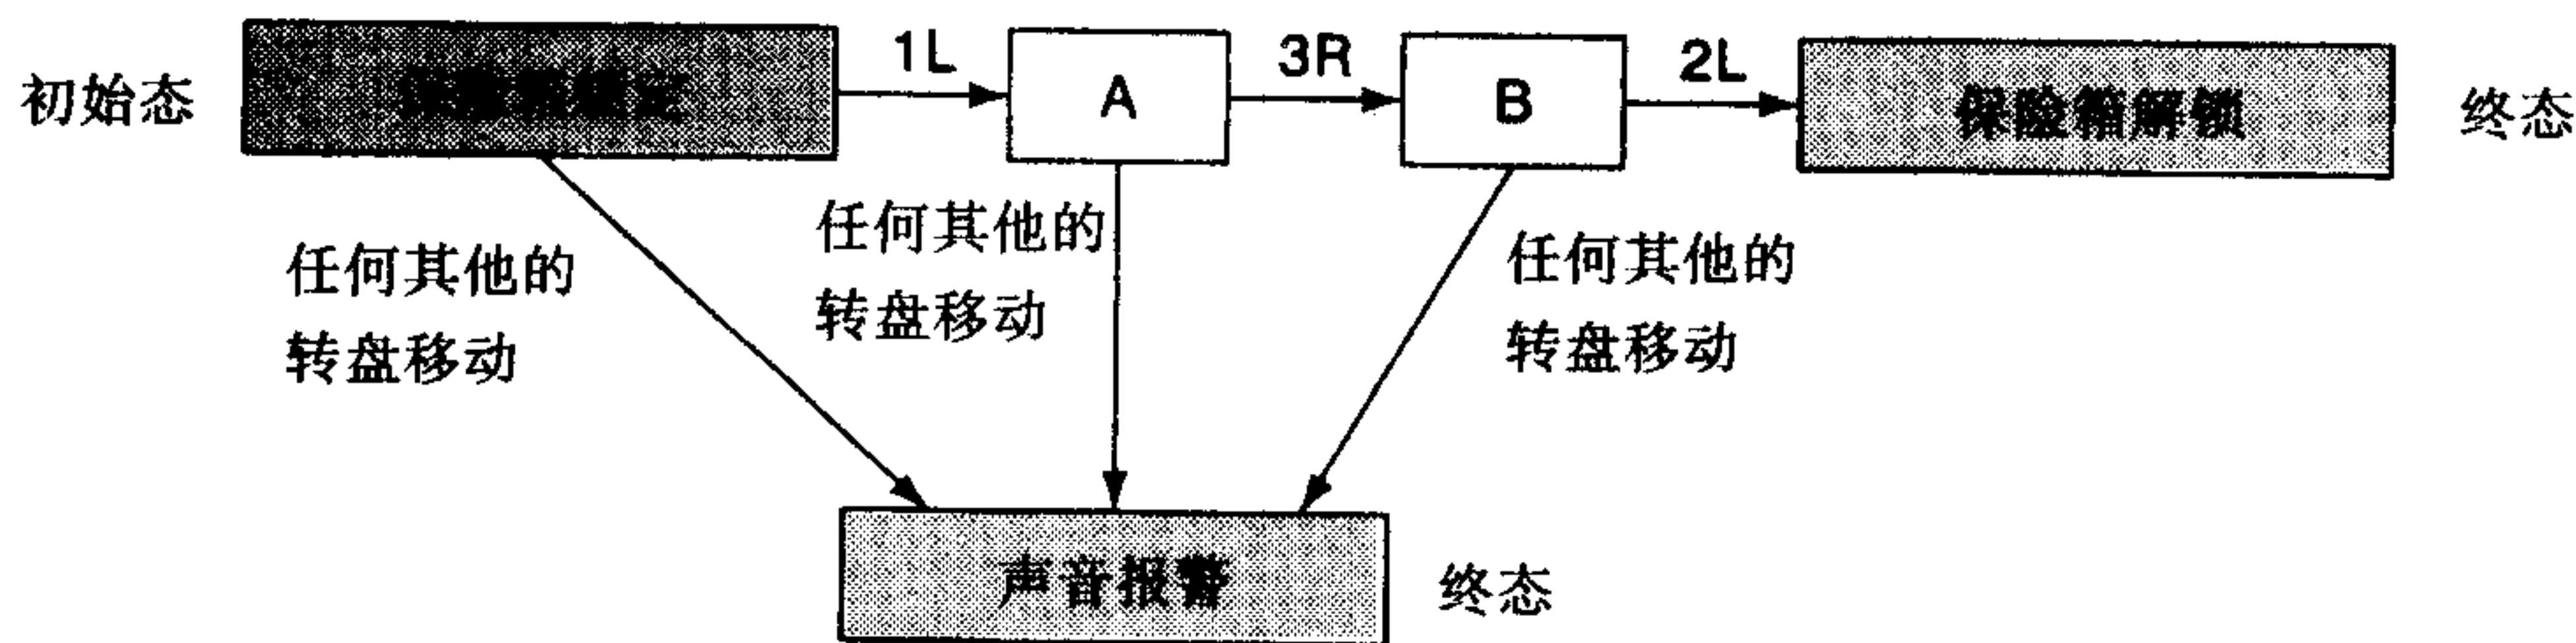 初始态
1L
A
3R
B
2L
保险箱解锁
终态
任何其他的
转盘移动
任何其他的
转盘移动
任何其他的
转盘移动
声音报警
终态